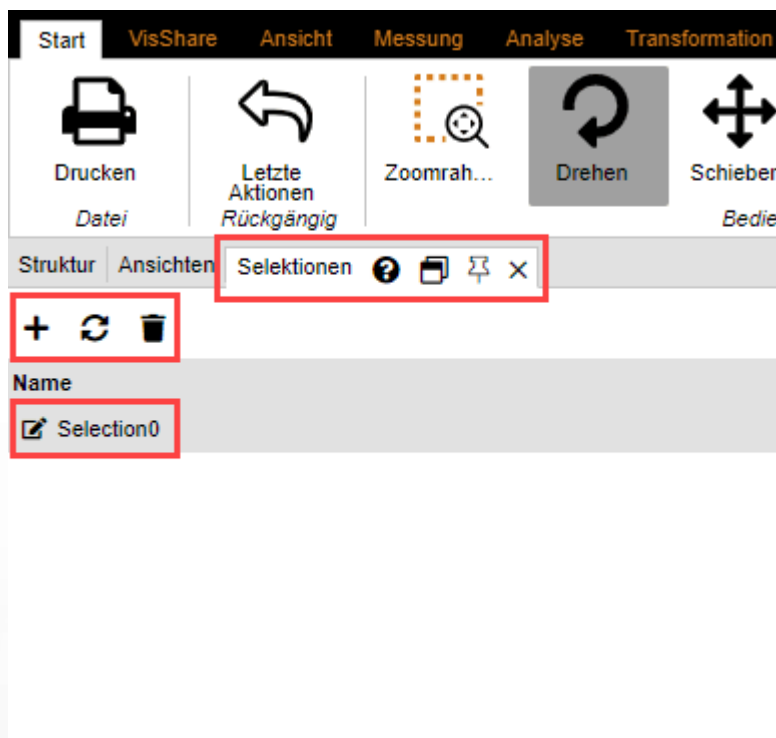 Start VisShare Ansicht Messung Analyse Transformation
Drucken Letzte Aktionen Zoomrah... Drehen Schieben
Datei Rückgängig Bedie
Struktur Ansichten Selektionen
Name
Selection0